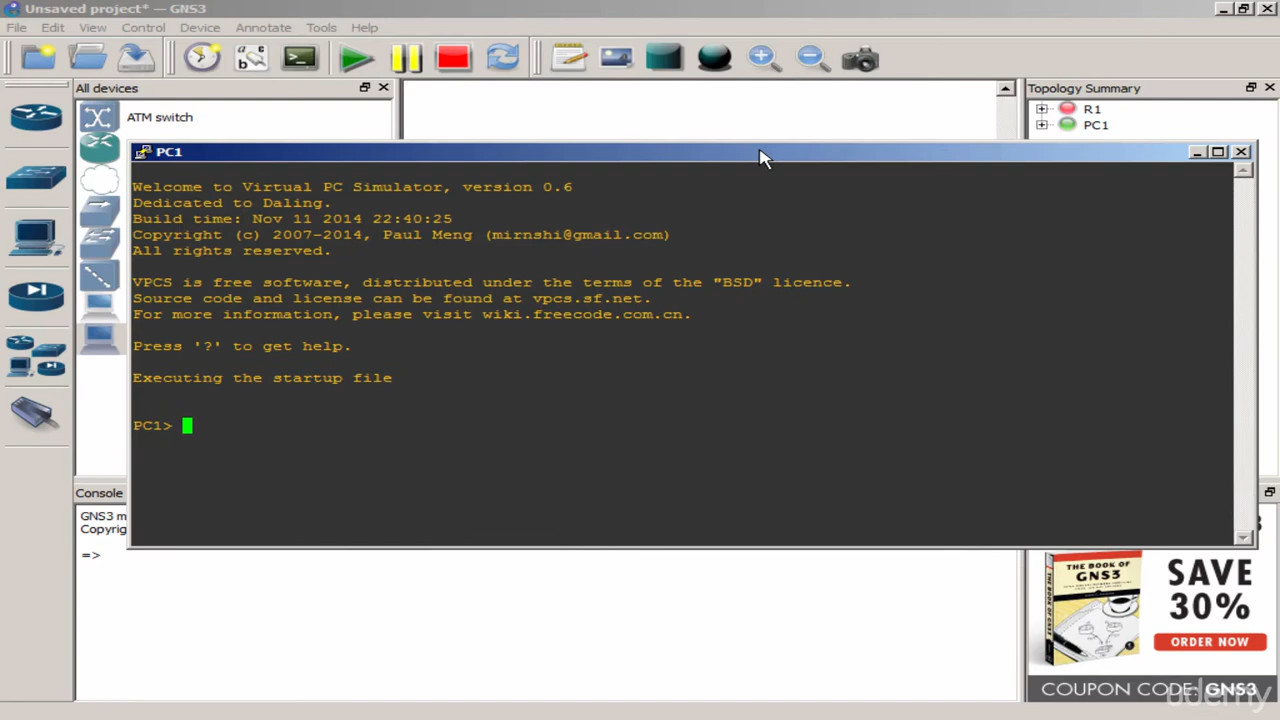 Unsaved project* — GNS3
File Edit View Control Device Annotate Tools Help
All devices
Topology Summary
ATM switch
R1
PC1
PC1
Welcome to Virtual PC Simulator, version 0.6
Dedicated to Daling.
Build time: Nov 11 2014 22:40:25
Copyright (c) 2007-2014, Paul Meng (mirnshi@gmail.com)
All rights reserved.
VPCS is free software, distributed under the terms of the "BSD" licence.
Source code and license can be found at vpcs.sf.net.
For more information, please visit wiki.freecode.com.cn.
Press '?' to get help.
Executing the startup file
PC1>
Console
GNS3 m
Copyrig
=>
THE BOOK OF
GNS3
SAVE
30%
ORDER NOW
COUPON CODE: GNS3
udemy